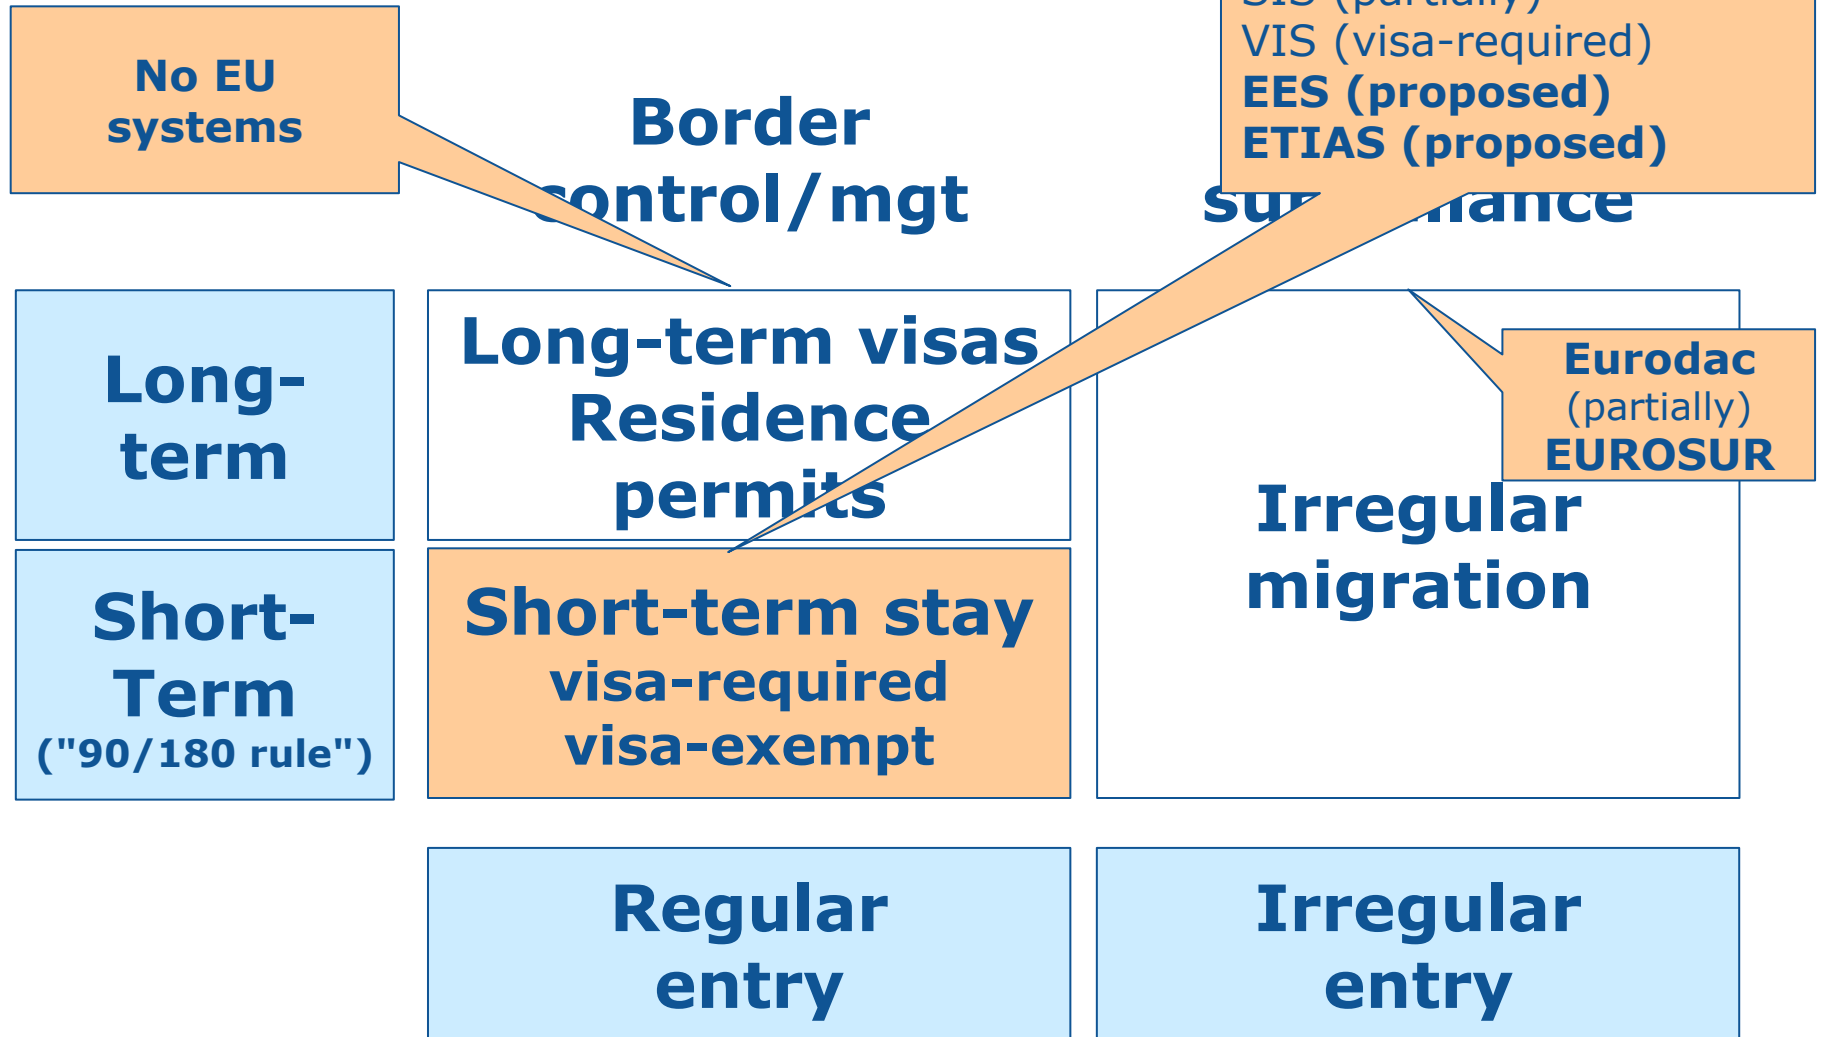 No EU
systems
SIS (partially)
VIS (visa-required)
EES (proposed)
ETIAS (proposed)
Border
control/mgt
Long-
term
Long-term visas
Residence
permits
Eurodac
(partially)
EUROSUR
Irregular
migration
Short-
Term
("90/180 rule")
Short-term stay
visa-required
visa-exempt
Regular
entry
Irregular
entry